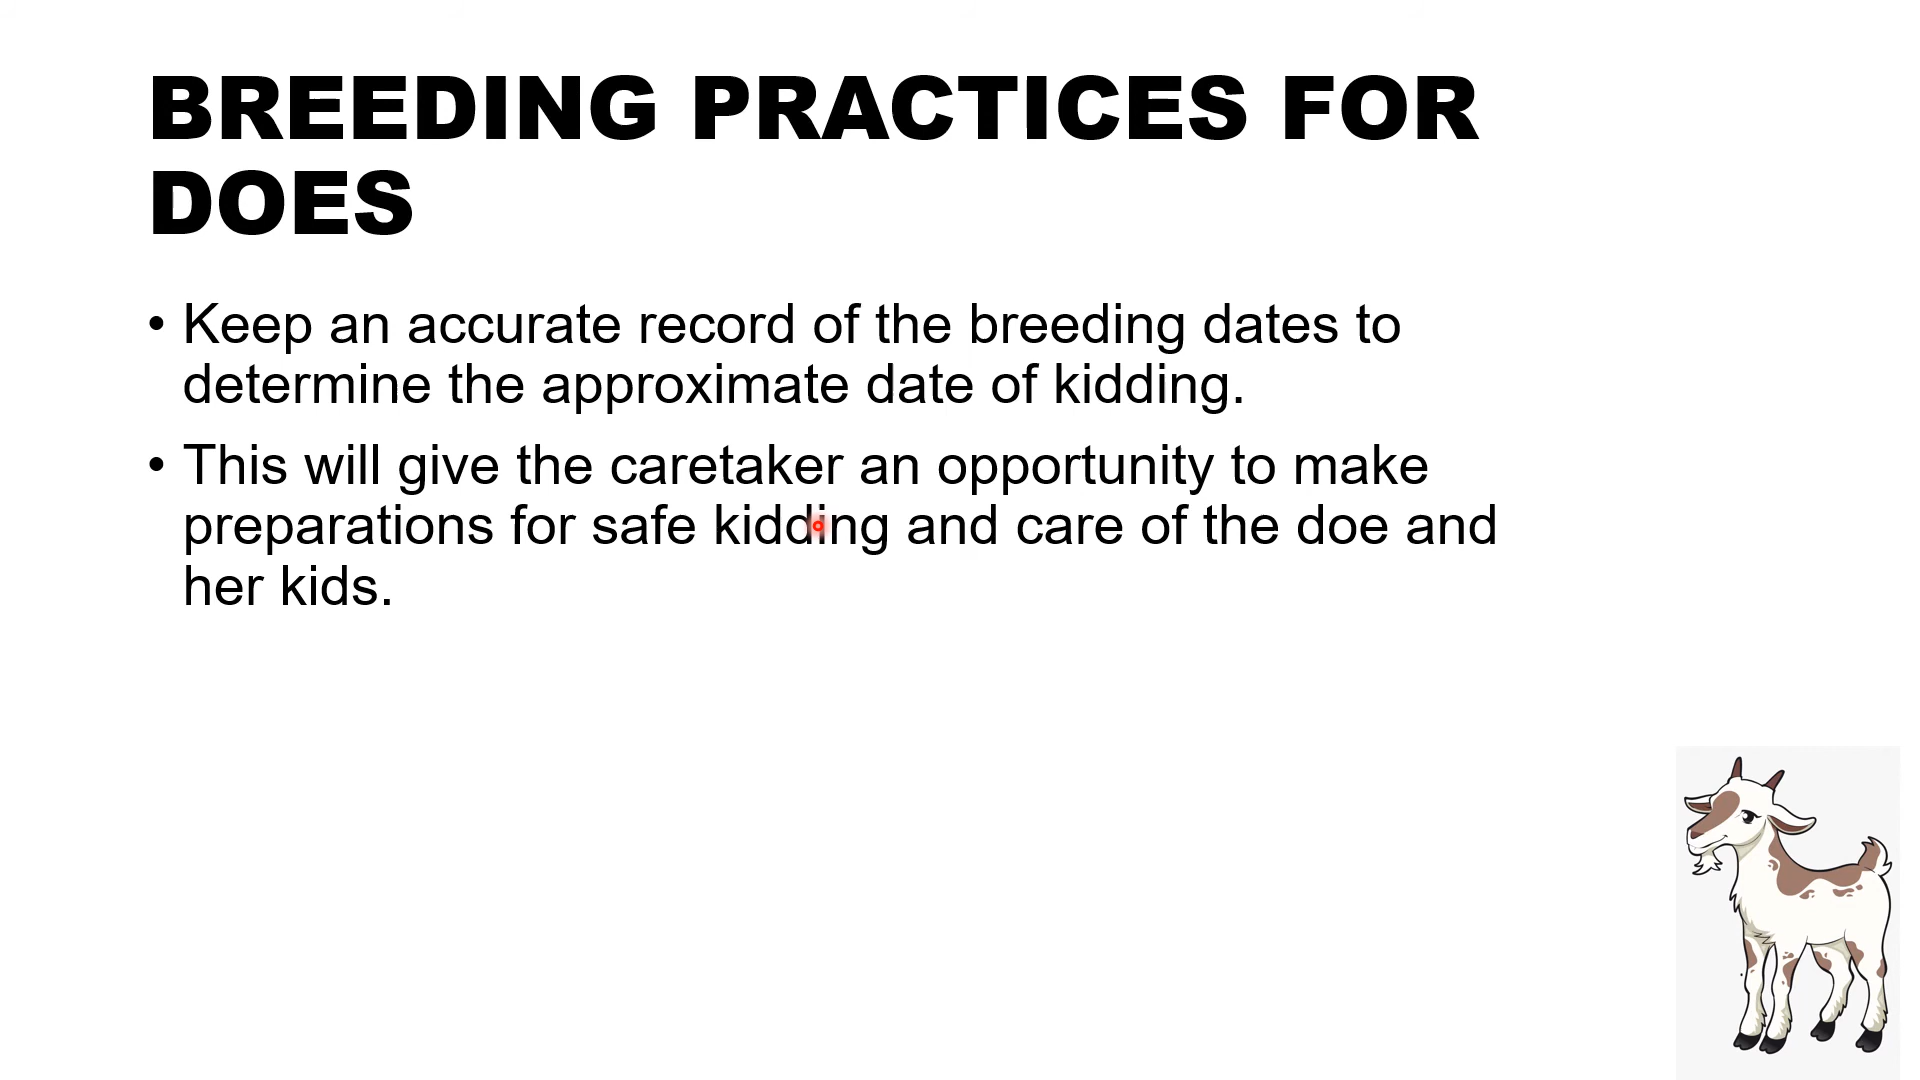 BREEDING PRACTICES FOR
DOES
• Keep an accurate record of the breeding dates to
determine the approximate date of kidding.
• This will give the caretaker an opportunity to make
preparations for safe kidding and care of the doe and
her kids.